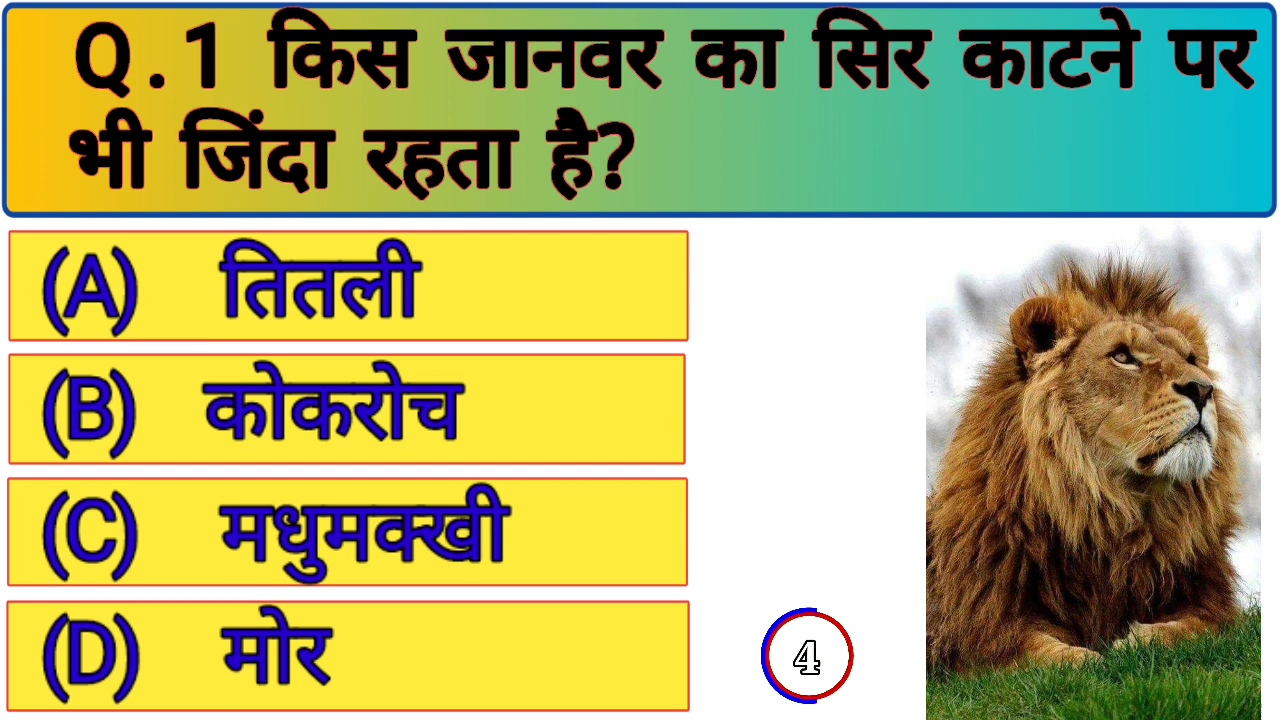 Q.1 किस जानवर का सिर काटने पर
भी जिंदा रहता है?
(A) तितली
(B) कोकरोच
(C) मधुमक्खी
(D) मोर
4